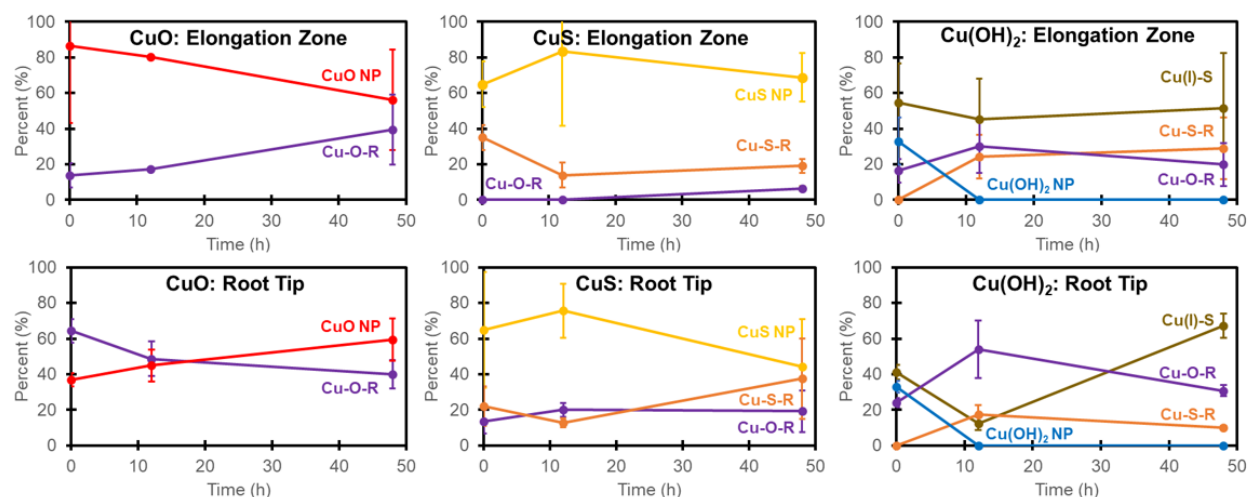 CuO: Elongation Zone
100
80
60
40
20
0
Percent (%)
CuO NP
Cu-O-R
0 10 20 30 40 50
Time (h)
CuS: Elongation Zone
100
80
60
40
20
0
Percent (%)
CuS NP
Cu-S-R
Cu-O-R
0 10 20 30 40 50
Time (h)
Cu(OH)₂: Elongation Zone
100
80
60
40
20
0
Percent (%)
Cu(I)-S
Cu-S-R
Cu-O-R
Cu(OH)₂ NP
0 10 20 30 40 50
Time (h)
CuO: Root Tip
100
80
60
40
20
0
Percent (%)
CuO NP
Cu-O-R
0 10 20 30 40 50
Time (h)
CuS: Root Tip
100
80
60
40
20
0
Percent (%)
CuS NP
Cu-S-R
Cu-O-R
0 10 20 30 40 50
Time (h)
Cu(OH)₂: Root Tip
100
80
60
40
20
0
Percent (%)
Cu(I)-S
Cu-O-R
Cu-S-R
Cu(OH)₂ NP
0 10 20 30 40 50
Time (h)